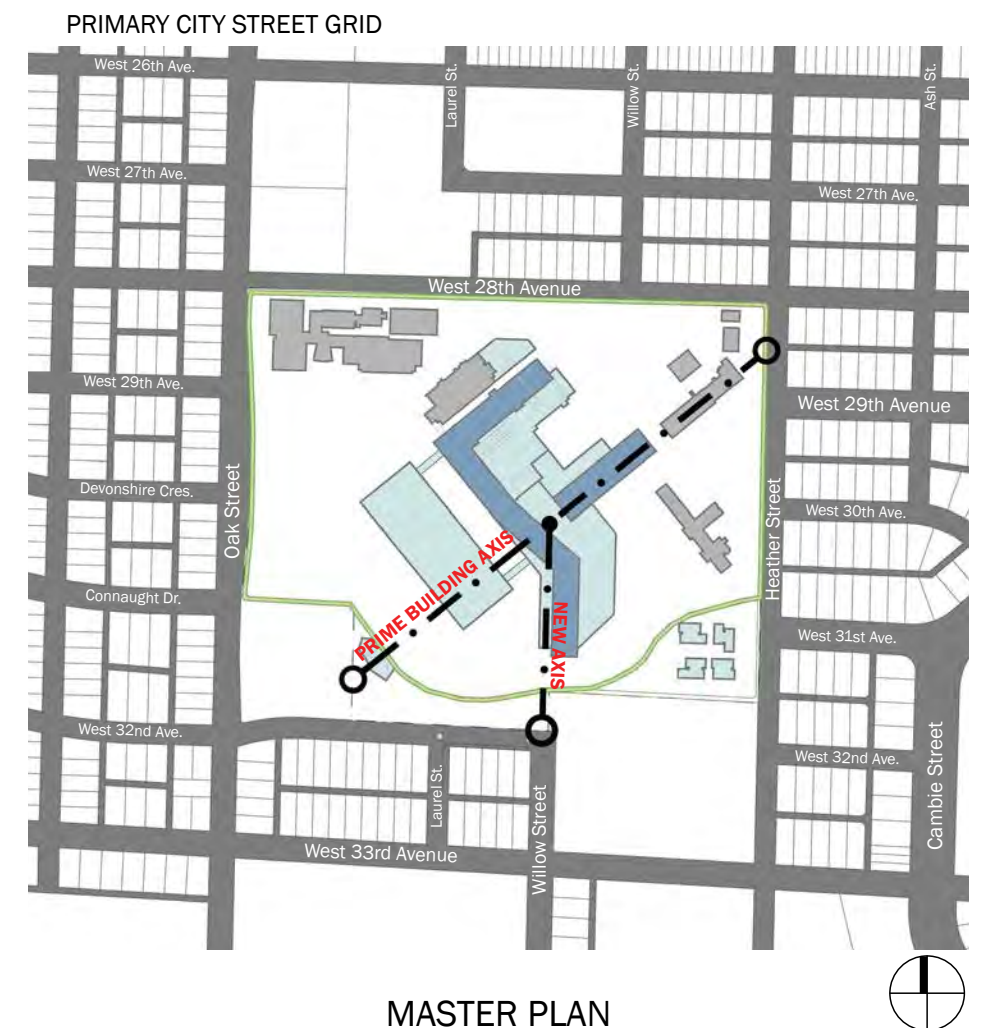 PRIMARY CITY STREET GRID
West 26th Ave.
Laurel St.
Willow St.
Ash St.
West 27th Ave.
West 27th Ave.
West 28th Avenue
West 29th Ave.
West 29th Avenue
Oak Street
Devonshire Cres.
West 30th Ave.
Heather Street
PRIME BUILDING AXIS
NEW AXIS
Connaught Dr.
West 31st Ave.
West 32nd Ave.
West 32nd Ave.
Cambie Street
Laurel St.
Willow Street
West 33rd Avenue
MASTER PLAN